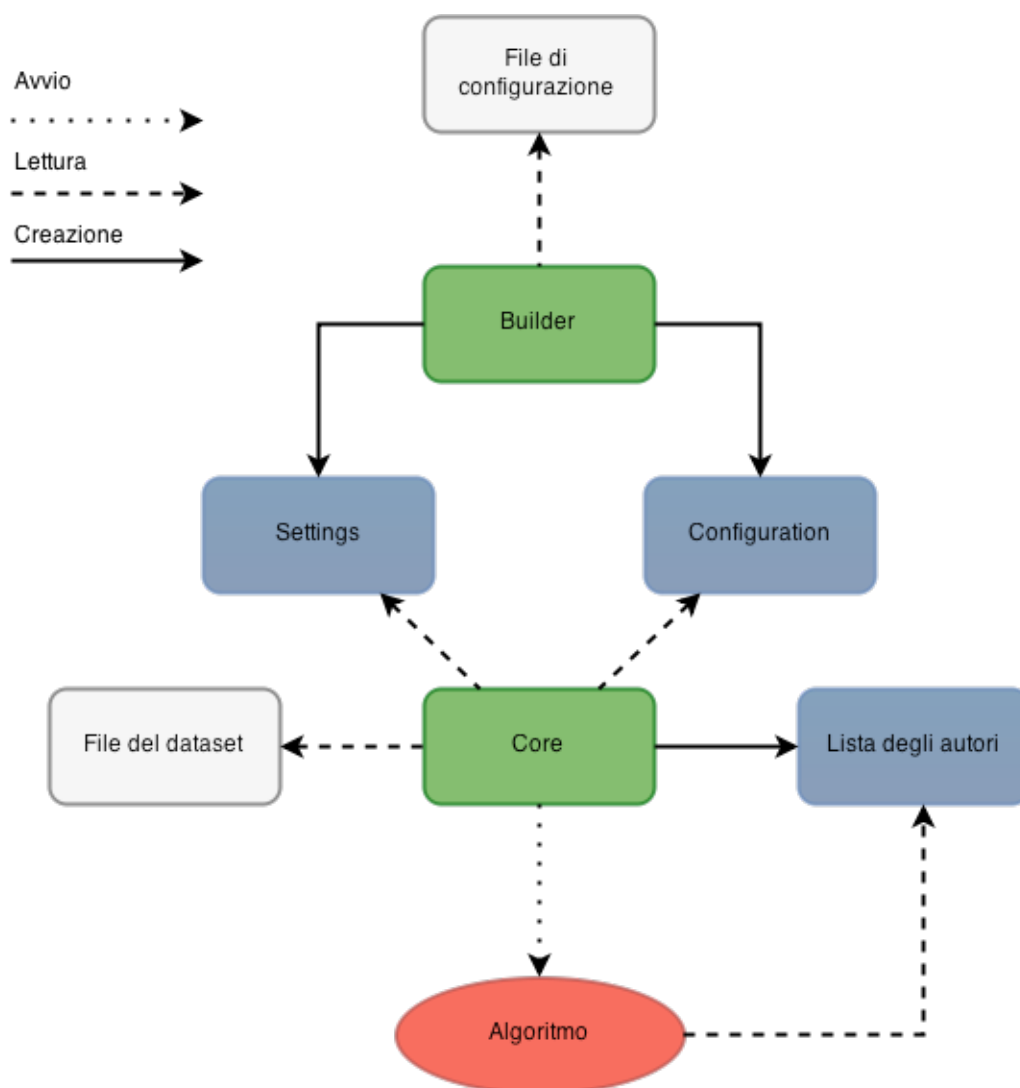 File di
configurazione
Avvio
Lettura
Creazione
Builder
Settings
Configuration
File del dataset
Core
Lista degli autori
Algoritmo